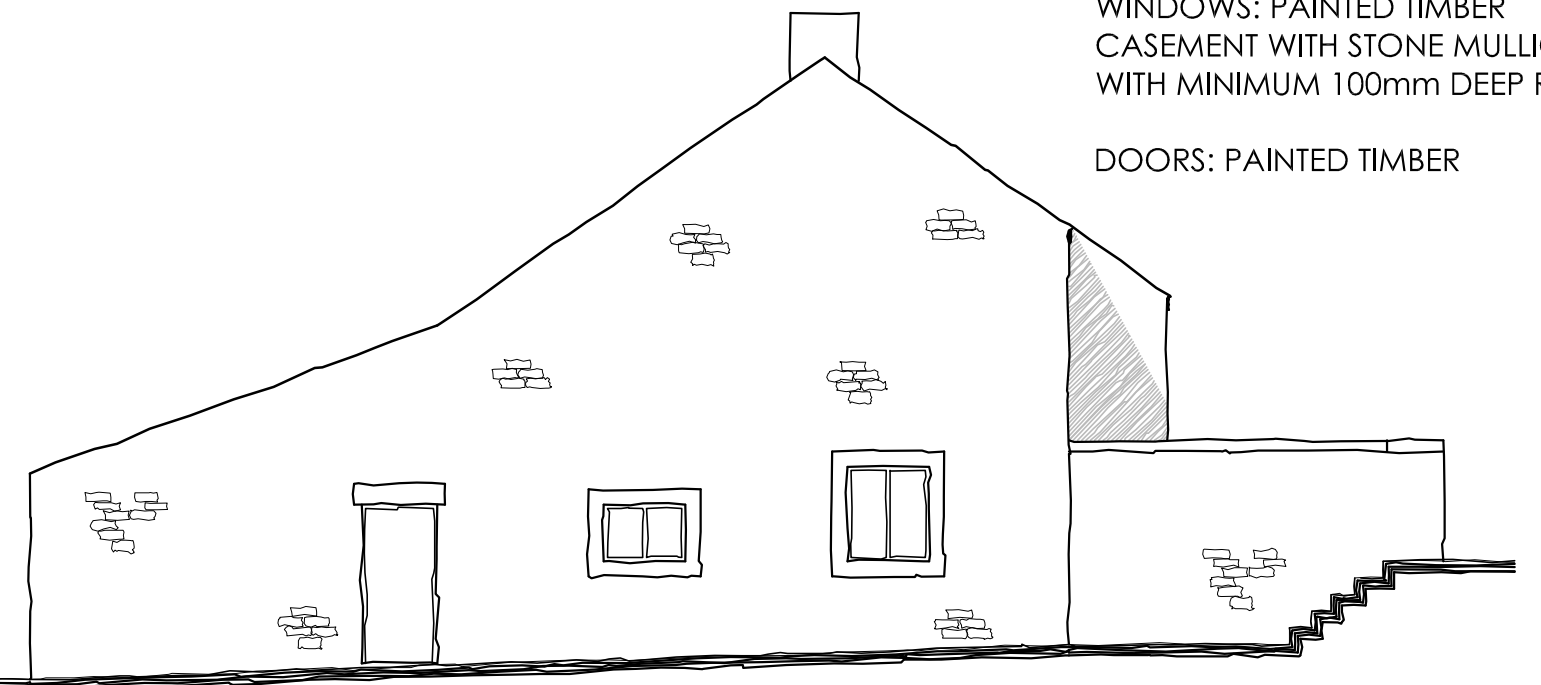 WINDOWS: PAINTED TIMBER
CASEMENT WITH STONE
WITH MINIMUM 100mm DEEP
DOORS: PAINTED TIMBER